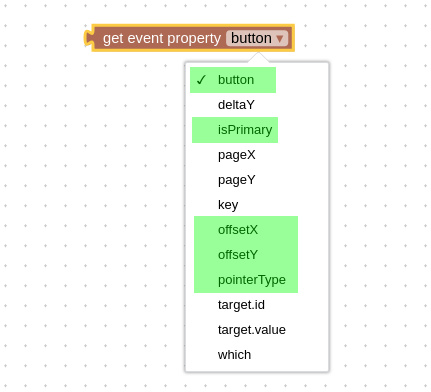 get event property button ▾
✓ button
deltaY
isPrimary
pageX
pageY
key
offsetX
offsetY
pointerType
target.id
target.value
which